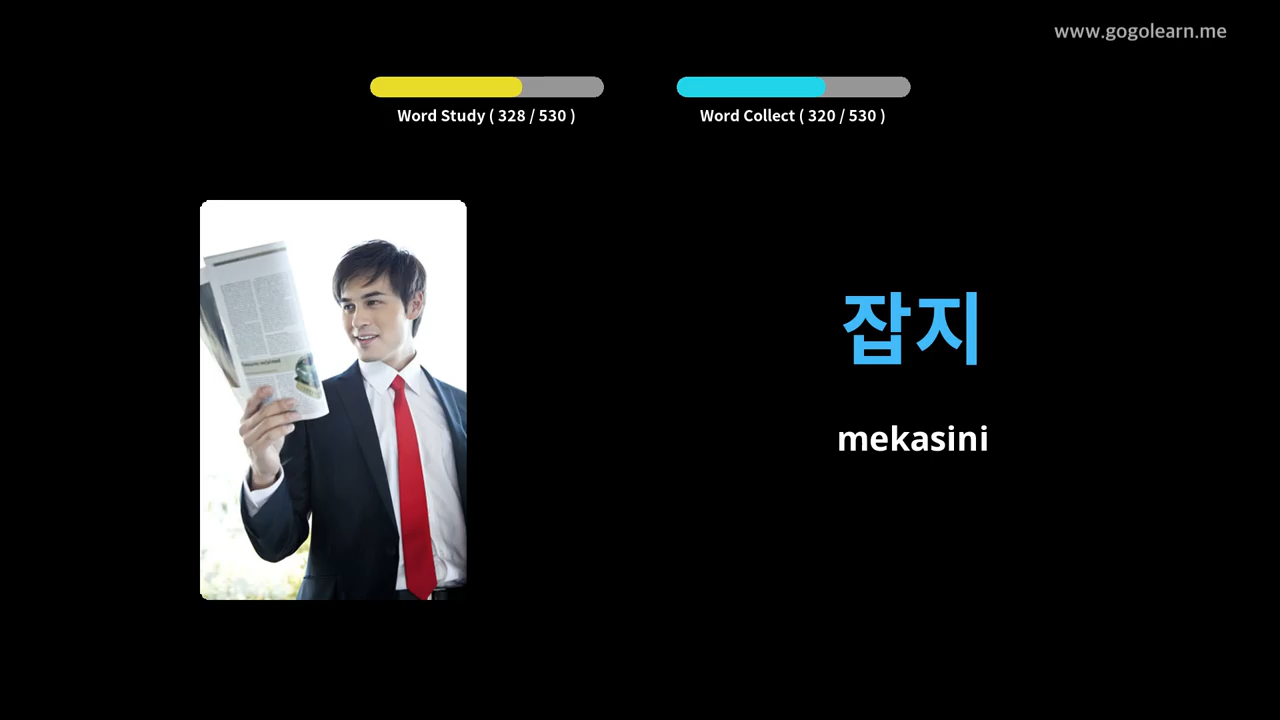 www.gogolearn.me
Word Study ( 328 / 530 )
Word Collect ( 320 / 530 )
잡지
mekasini